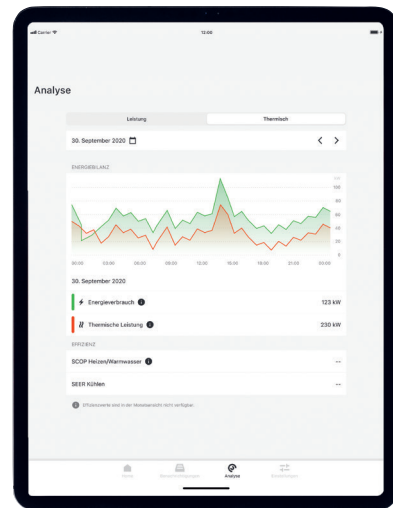 Carrier
12:00
Analyse
Leistung
Thermisch
30. September 2020
ENERGIEBILANZ
100
80
60
40
20
0
00:00 03:00 06:00 09:00 12:00 15:00 18:00 21:00 03:00
30. September 2020
Energieverbrauch
123 kW
Thermische Leistung
230 kW
EFFIZIENZ
SCOP Heizen/Warmwasser
--
SEER Kühlen
--
Effizienzwerte sind in der Monatsansicht nicht verfügbar.
Home
Analyse
Einstellungen